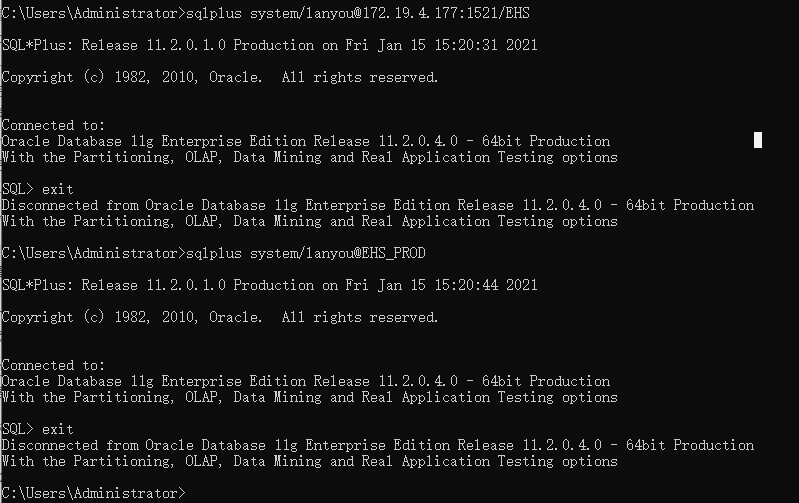 C:\Users\Administrator>sqlplus system/lanyou@172.19.4.177:1521/EHS
SQL*Plus: Release 11.2.0.1.0 Production on Fri Jan 15 15:20:31 2021
Copyright (c) 1982, 2010, Oracle.  All rights reserved.
Connected to:
Oracle Database 11g Enterprise Edition Release 11.2.0.4.0 - 64bit Production
With the Partitioning, OLAP, Data Mining and Real Application Testing options
SQL> exit
Disconnected from Oracle Database 11g Enterprise Edition Release 11.2.0.4.0 - 64bit Production
With the Partitioning, OLAP, Data Mining and Real Application Testing options
C:\Users\Administrator>sqlplus system/lanyou@EHS_PROD
SQL*Plus: Release 11.2.0.1.0 Production on Fri Jan 15 15:20:44 2021
Copyright (c) 1982, 2010, Oracle.  All rights reserved.
Connected to:
Oracle Database 11g Enterprise Edition Release 11.2.0.4.0 - 64bit Production
With the Partitioning, OLAP, Data Mining and Real Application Testing options
SQL> exit
Disconnected from Oracle Database 11g Enterprise Edition Release 11.2.0.4.0 - 64bit Production
With the Partitioning, OLAP, Data Mining and Real Application Testing options
C:\Users\Administrator>